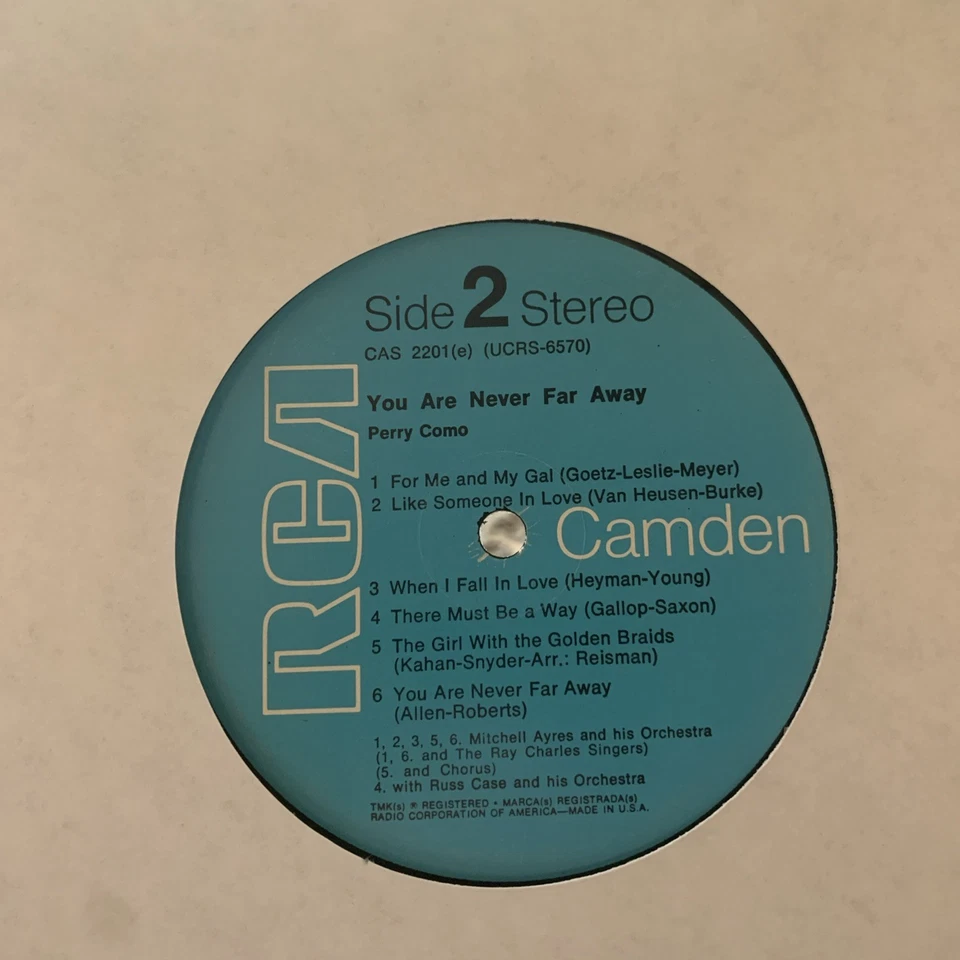 Side 2 Stereo
CAS 2201(e) (UCRS-6570)
You Are Never Far Away
Perry Como
1 For Me and My Gal (Goetz-Leslie-Meyer)
2 Like Someone In Love (Van Heusen-Burke)
RCA
Camden
3 When I Fall In Love (Heyman-Young)
4 There Must Be a Way (Gallop-Saxon)
5 The Girl With the Golden Braids
(Kahan-Snyder-Arr.: Reisman)
6 You Are Never Far Away
(Allen-Roberts)
1, 2, 3, 5, 6. Mitchell Ayres and his Orchestra
(1, 6. and The Ray Charles Singers)
(5. and Chorus)
4. with Russ Case and his Orchestra
TMK(s) ® REGISTERED • MARCA(s) REGISTRADA(s)
RADIO CORPORATION OF AMERICA—MADE IN U.S.A.